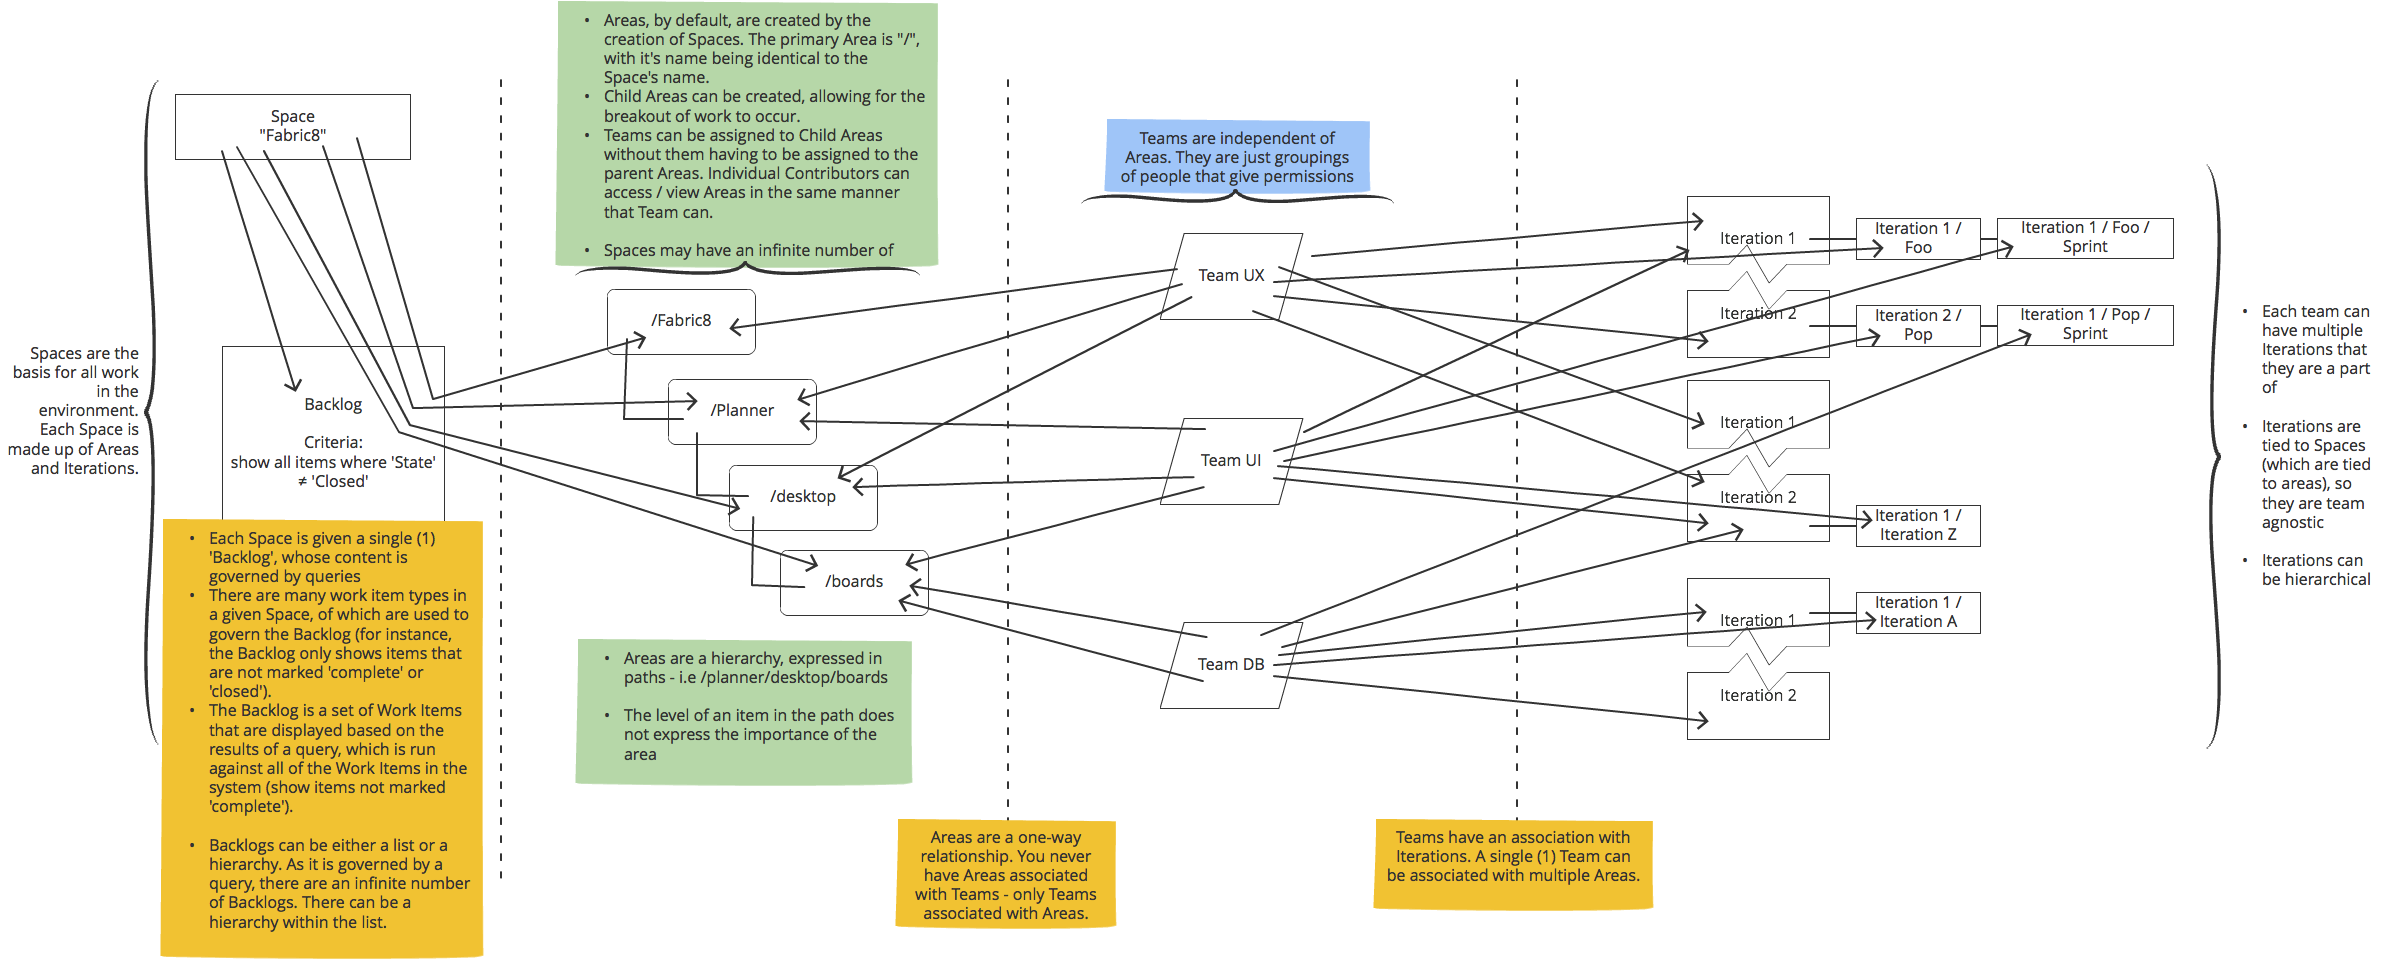 Spaces are the
basis for all work
in the
environment.
Each Space is
made up of Areas
and Iterations.
Space
"Fabric8"
Backlog
Criteria:
show all items where 'State'
≠ 'Closed'
• Each Space is given a single (1)
'Backlog', whose content is
governed by queries
• There are many work item types in
a given Space, of which are used to
govern the Backlog (for instance,
the Backlog only shows items that
are not marked 'complete' or
'closed').
• The Backlog is a set of Work Items
that are displayed based on the
results of a query, which is run
against all of the Work Items in the
system (show items not marked
'complete').
• Backlogs can be either a list or a
hierarchy. As it is governed by a
query, there are an infinite number
of Backlogs. There can be a
hierarchy within the list.
• Areas, by default, are created by the
creation of Spaces. The primary Area is "/",
with it's name being identical to the
Space's name.
• Child Areas can be created, allowing for the
breakout of work to occur.
• Teams can be assigned to Child Areas
without them having to be assigned to the
parent Areas. Individual Contributors can
access / view Areas in the same manner
that Team can.
• Spaces may have an infinite number of
/Fabric8
/Planner
/desktop
/boards
• Areas are a hierarchy, expressed in
paths - i.e /planner/desktop/boards
• The level of an item in the path does
not express the importance of the
area
Areas are a one-way
relationship. You never
have Areas associated
with Teams - only Teams
associated with Areas.
Teams are independent of
Areas. They are just groupings
of people that give permissions
Team UX
Team UI
Team DB
Teams have an association with
Iterations. A single (1) Team can
be associated with multiple Areas.
Iteration 1
Iteration 1 /
Foo
Iteration 1 / Foo /
Sprint
Iteration 2
Iteration 2 /
Pop
Iteration 1 / Pop /
Sprint
Iteration 1
Iteration 2
Iteration 1 /
Iteration Z
Iteration 1
Iteration 1 /
Iteration A
Iteration 2
• Each team can
have multiple
Iterations that
they are a part
of
• Iterations are
tied to Spaces
(which are tied
to areas), so
they are team
agnostic
• Iterations can
be hierarchical